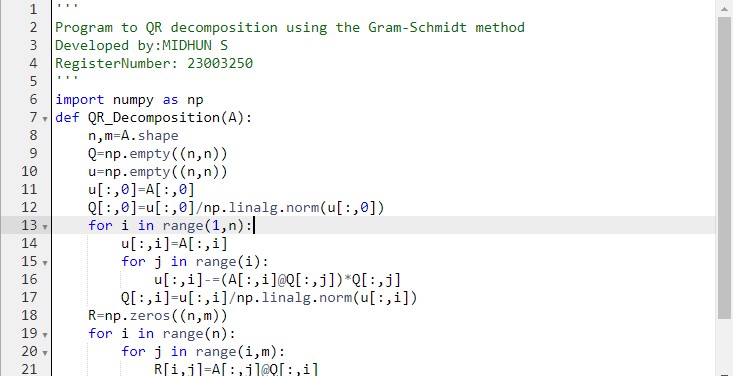 1 '''
2 Program to QR decomposition using the Gram-Schmidt method
3 Developed by:MIDHUN S
4 RegisterNumber: 23003250
5 '''
6 import numpy as np
7 def QR_Decomposition(A):
8     n,m=A.shape
9     Q=np.empty((n,n))
10     u=np.empty((n,n))
11     u[:,0]=A[:,0]
12     Q[:,0]=u[:,0]/np.linalg.norm(u[:,0])
13     for i in range(1,n):
14         u[:,i]=A[:,i]
15         for j in range(i):
16             u[:,i]-=(A[:,i]@Q[:,j])*Q[:,j]
17         Q[:,i]=u[:,i]/np.linalg.norm(u[:,i])
18     R=np.zeros((n,m))
19     for i in range(n):
20         for j in range(i,m):
21             R[i,j]=A[:,j]@Q[:,i]